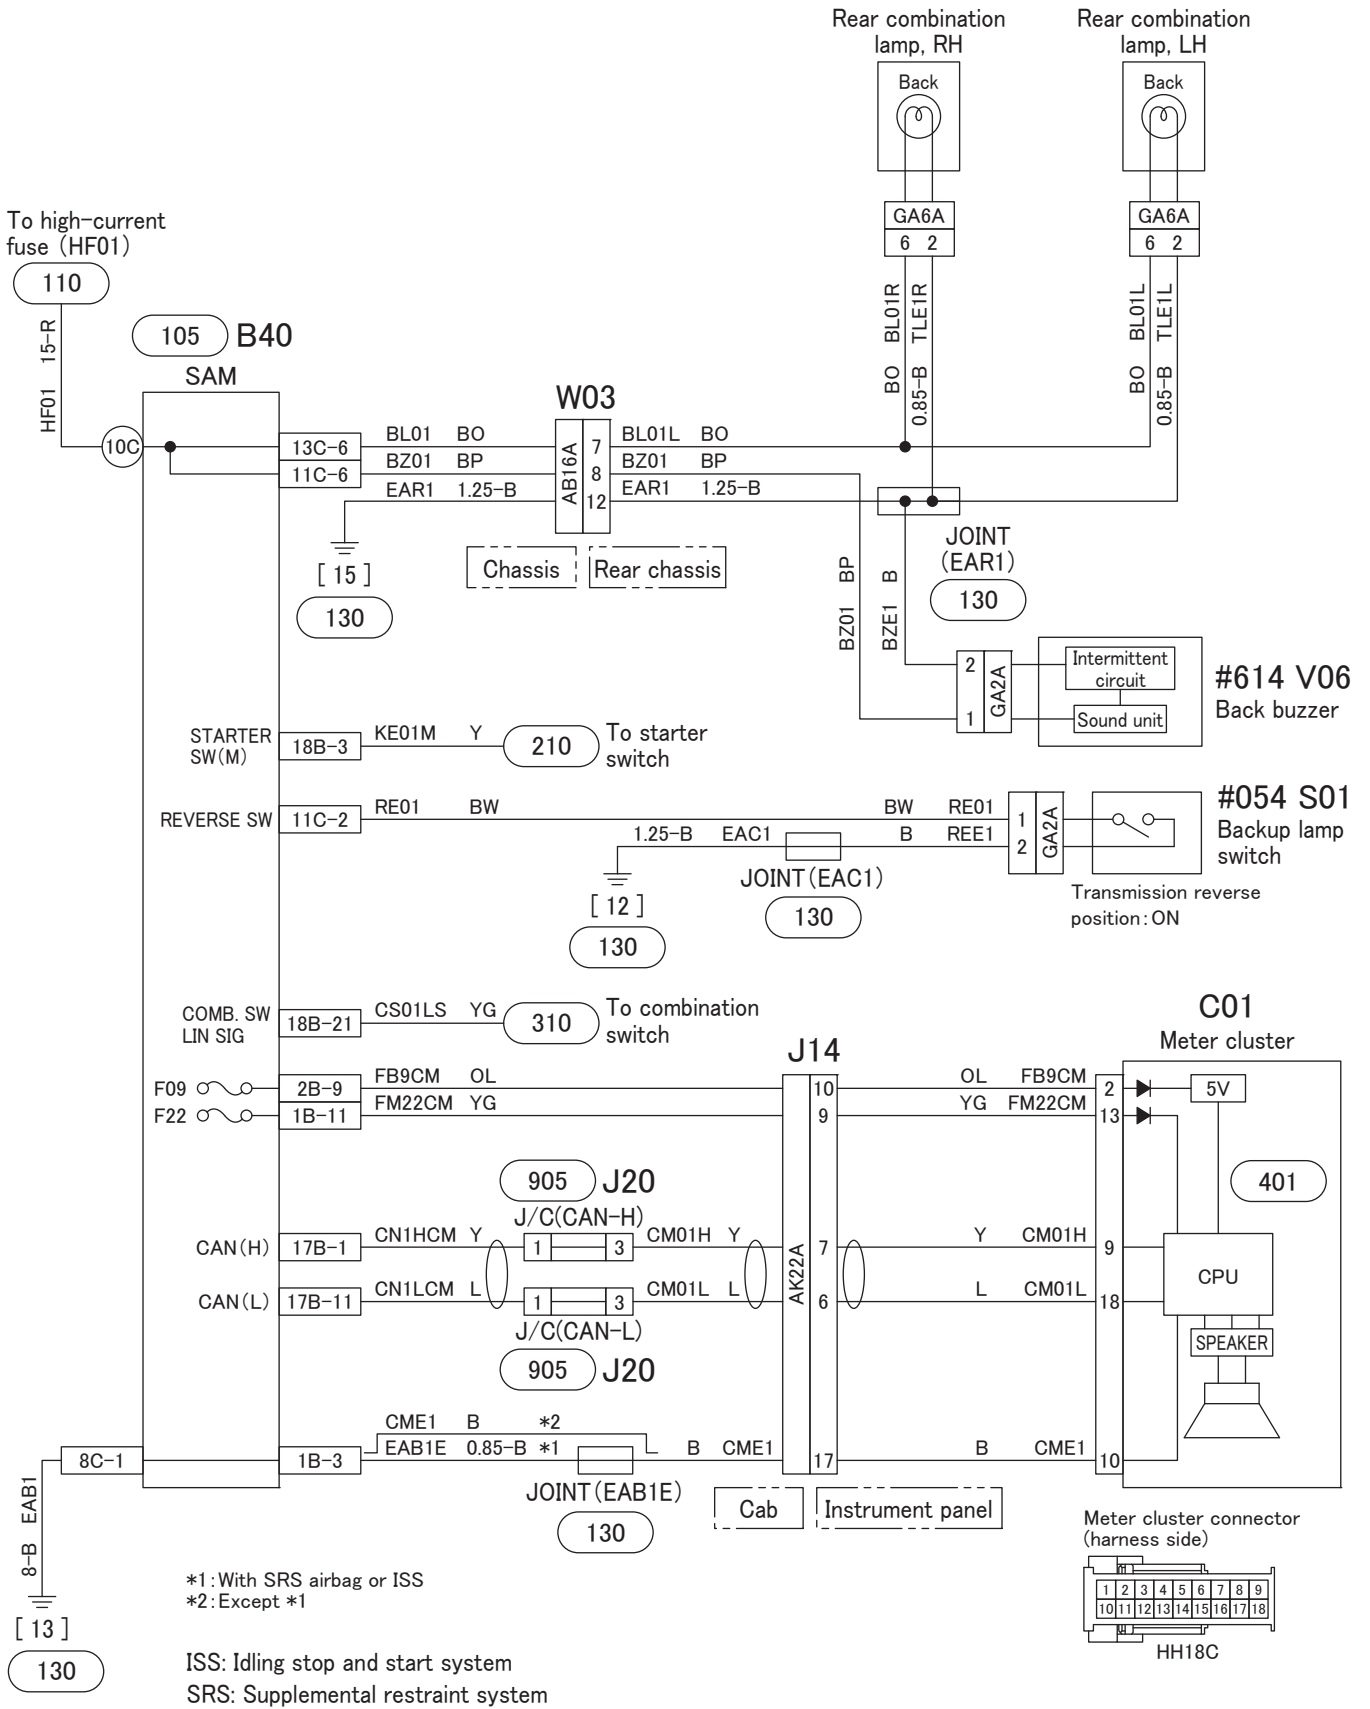 Rear combination
lamp, RH
Rear combination
lamp, LH
Back
Back
GA6A
6 2
GA6A
6 2
BO BL01R
0.85-B TLE1R
BO BL01L
0.85-B TLE1L
To high-current
fuse (HF01)
110
HF01 15-R
105 B40
SAM
10C
W03
AB16A
13C-6 BL01 BO 7 BL01L BO
11C-6 BZ01 BP 8 BZ01 BP
EAR1 1.25-B 12 EAR1 1.25-B
[ 15 ]
130
Chassis
Rear chassis
JOINT
(EAR1)
130
BZ01 BP
BZE1 B
2
1
GA2A
Intermittent
circuit
Sound unit
#614 V06
Back buzzer
STARTER
SW(M)
18B-3 KE01M Y 210
To starter
switch
REVERSE SW 11C-2 RE01 BW BW RE01 1
1.25-B EAC1 B REE1 2
GA2A
JOINT(EAC1)
130
[ 12 ]
130
#054 S01
Backup lamp
switch
Transmission reverse
position:ON
COMB. SW
LIN SIG
18B-21 CS01LS YG 310
To combination
switch
J14
C01
Meter cluster
F09 2B-9 FB9CM OL 10 OL FB9CM 2 5V
F22 1B-11 FM22CM YG 9 YG FM22CM 13
905 J20
J/C(CAN-H)
401
CAN(H) 17B-1 CN1HCM Y 1 3 CM01H Y 7 Y CM01H 9
CPU
AK22A
CAN(L) 17B-11 CN1LCM L 1 3 CM01L L 6 L CM01L 18
J/C(CAN-L)
905 J20
SPEAKER
CME1 B *2
8C-1 1B-3 EAB1E 0.85-B *1 B CME1 17 B CME1 10
JOINT(EAB1E)
130
Cab
Instrument panel
8-B EAB1
[ 13 ]
130
*1:With SRS airbag or ISS
*2:Except *1
ISS: Idling stop and start system
SRS: Supplemental restraint system
Meter cluster connector
(harness side)
1 2 3 4 5 6 7 8 9
10 11 12 13 14 15 16 17 18
HH18C